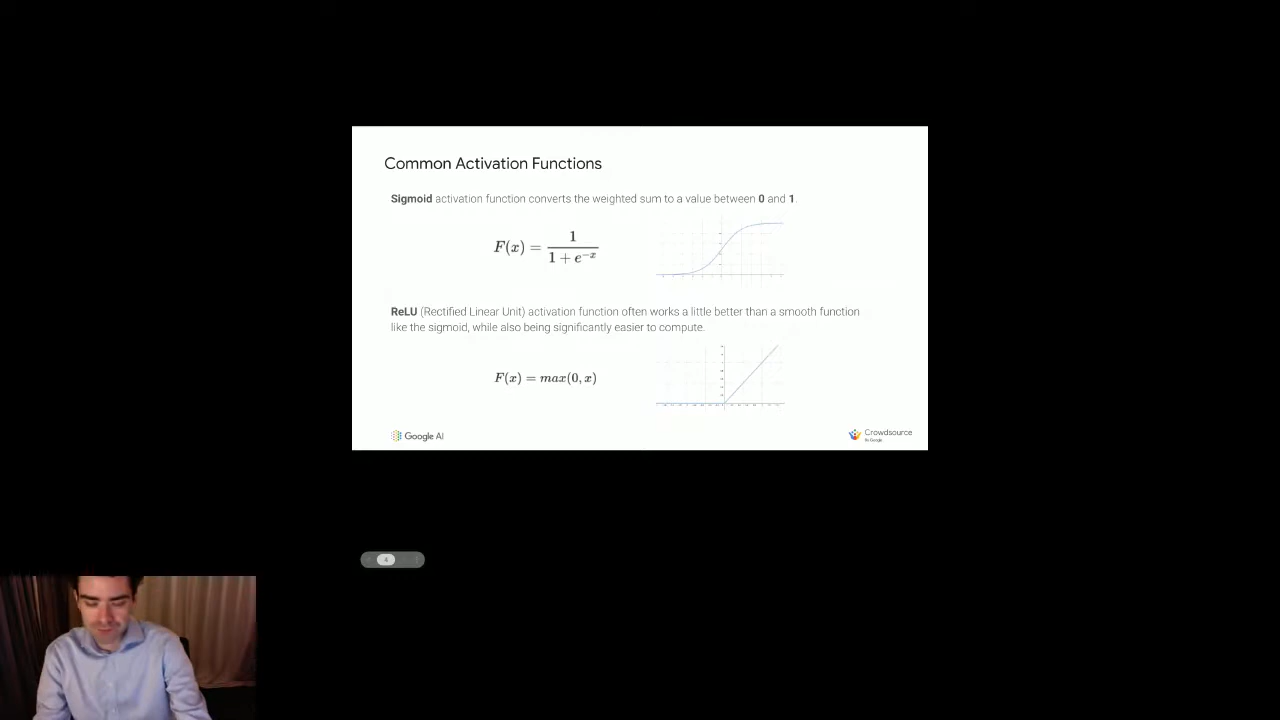 Common Activation Functions
Sigmoid activation function converts the weighted sum to a value between 0 and 1.
F(x) = 1 / (1 + e^{-x})
ReLU (Rectified Linear Unit) activation function often works a little better than a smooth function
like the sigmoid, while also being significantly easier to compute.
F(x) = max(0, x)
Google AI
Crowdsource
By Google